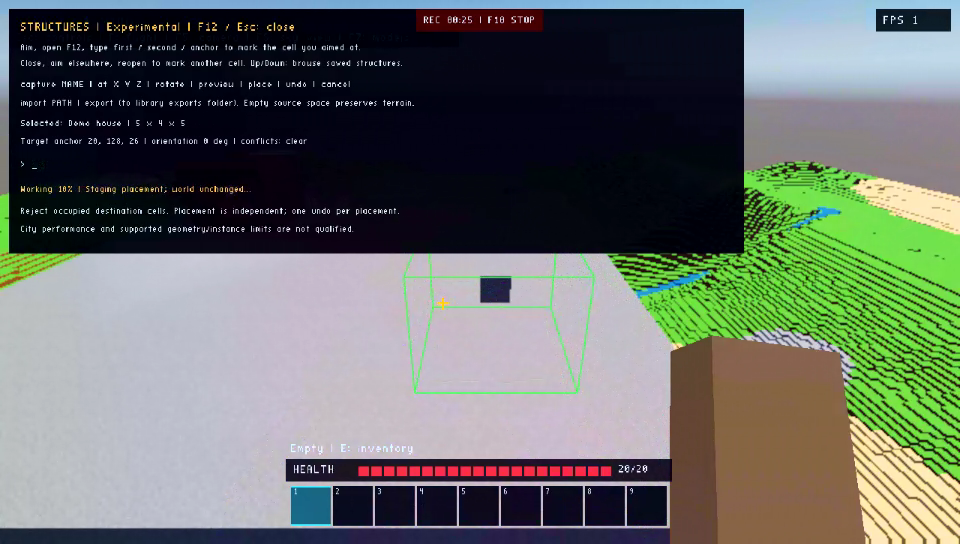 STRUCTURES | Experimental | F12 / Esc: close
REC 00:25 | F10 STOP
FPS 1
Aim, open F12, type first / second / anchor to mark the cell you aimed at.
Close, aim elsewhere, reopen to mark another cell. Up/Down: browse saved structures.
capture NAME | at X Y Z | rotate | preview | place | undo | cancel
import PATH | export (to library exports folder). Empty source space preserves terrain.
Selected: Demo house | 5 x 4 x 5
Target anchor 20, 128, 26 | orientation 0 deg | conflicts: clear
> _
Working 10% | Staging placement; world unchanged...
Reject occupied destination cells. Placement is independent; one undo per placement.
City performance and supported geometry/instance limits are not qualified.
Empty | E: inventory
HEALTH 20/20
1 2 3 4 5 6 7 8 9